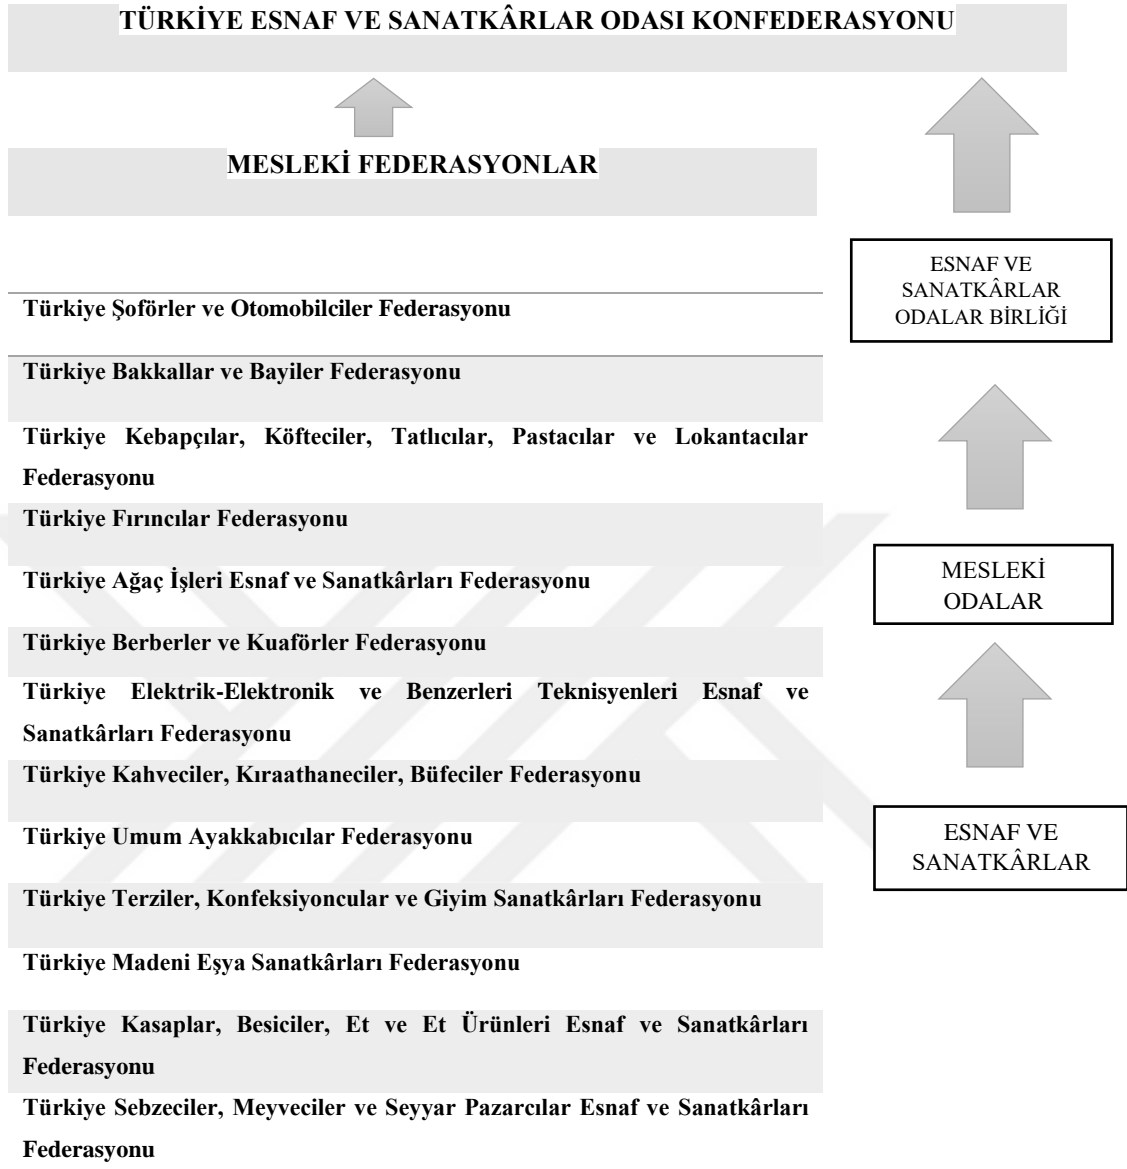 TÜRKİYE ESNAF VE SANATKÂRLAR ODASI KONFEDERASYONU
MESLEKİ FEDERASYONLAR
Türkiye Şoförler ve Otomobilciler Federasyonu
Türkiye Bakkallar ve Bayiler Federasyonu
Türkiye Kebapçılar, Köfteciler, Tatlıcılar, Pastacılar ve Lokantacılar
Federasyonu
Türkiye Fırıncılar Federasyonu
Türkiye Ağaç İşleri Esnaf ve Sanatkârları Federasyonu
Türkiye Berberler ve Kuaförler Federasyonu
Türkiye Elektrik-Elektronik ve Benzerleri Teknisyenleri Esnaf ve
Sanatkârları Federasyonu
Türkiye Kahveciler, Kıraathaneciler, Büfeciler Federasyonu
Türkiye Umum Ayakkabıcılar Federasyonu
Türkiye Terziler, Konfeksiyoncular ve Giyim Sanatkârları Federasyonu
Türkiye Madeni Eşya Sanatkârları Federasyonu
Türkiye Kasaplar, Besiciler, Et ve Et Ürünleri Esnaf ve Sanatkârları
Federasyonu
Türkiye Sebzeciler, Meyveciler ve Seyyar Pazarcılar Esnaf ve Sanatkârları
Federasyonu
ESNAF VE
SANATKÂRLAR
ODALAR BİRLİĞİ
MESLEKİ
ODALAR
ESNAF VE
SANATKÂRLAR